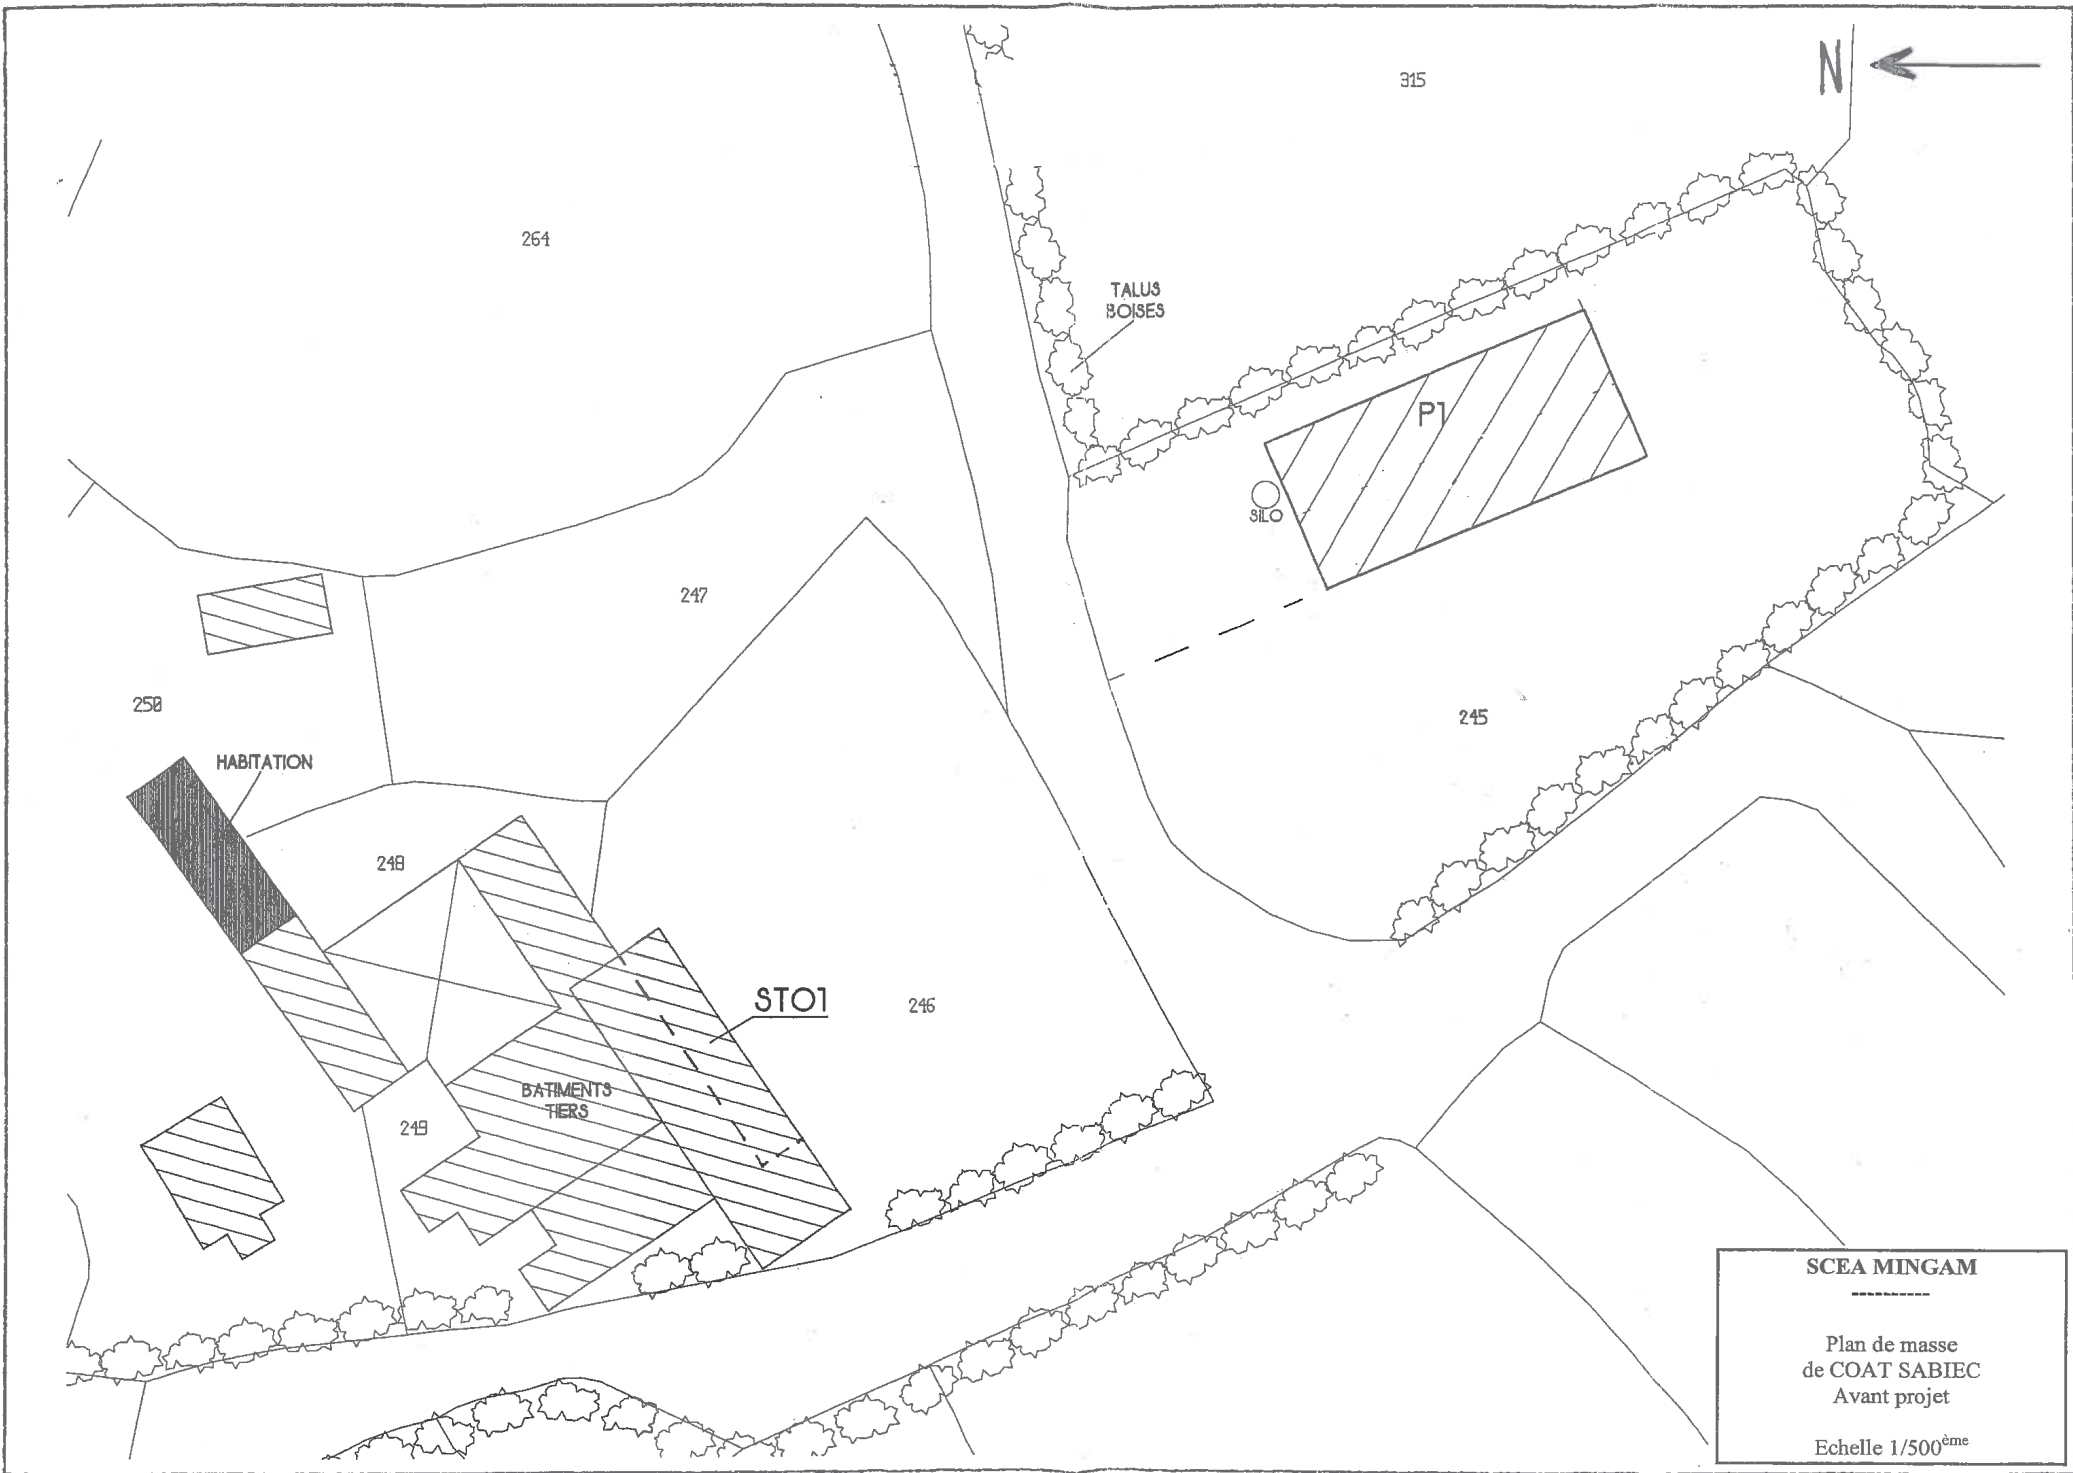 N
315
264
TALUS
BOISES
P1
SILO
247
250
245
HABITATION
248
STO1
246
BATIMENTS
TIERS
249
SCEA MINGAM
----------
Plan de masse
de COAT SABIEC
Avant projet
Echelle 1/500ème